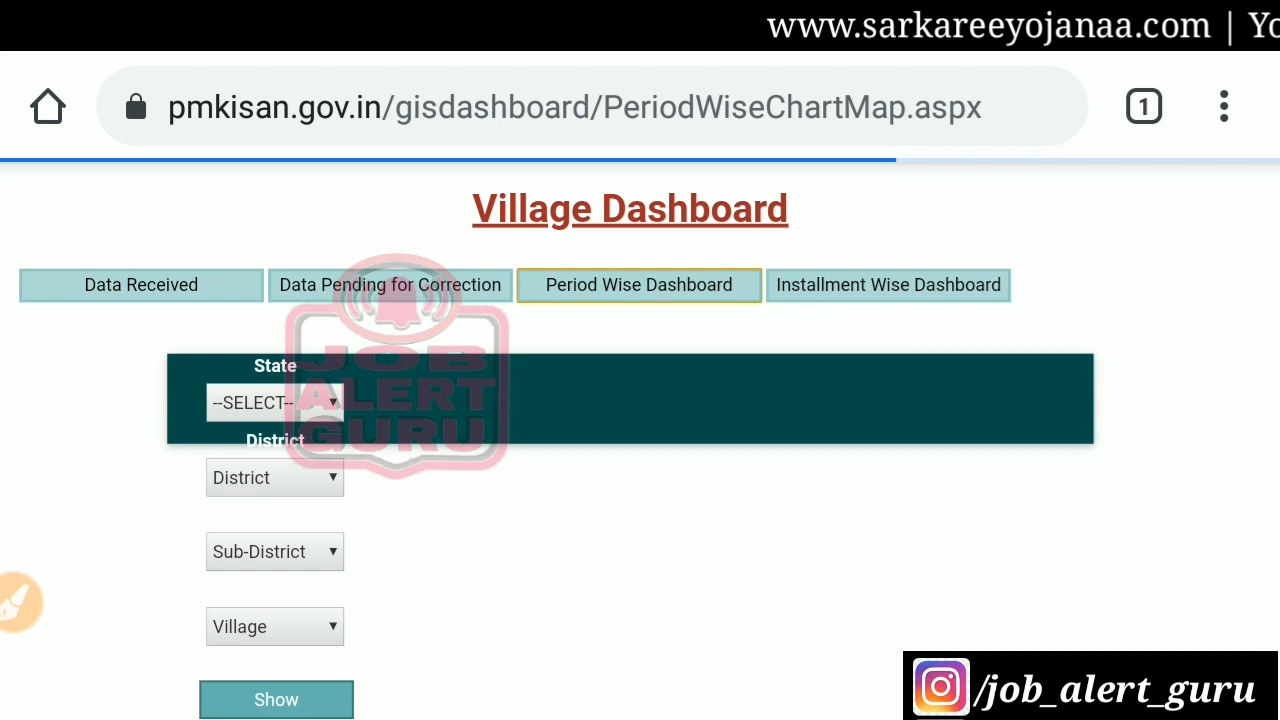 www.sarkareeyojanaa.com | Yo
1
pmkisan.gov.in/gisdashboard/PeriodWiseChartMap.aspx
Village Dashboard
Data Received
Data Pending for Correction
Period Wise Dashboard
Installment Wise Dashboard
State
--SELECT--
District
District
Sub-District
Village
Show
JOB
ALERT
GURU
/job_alert_guru